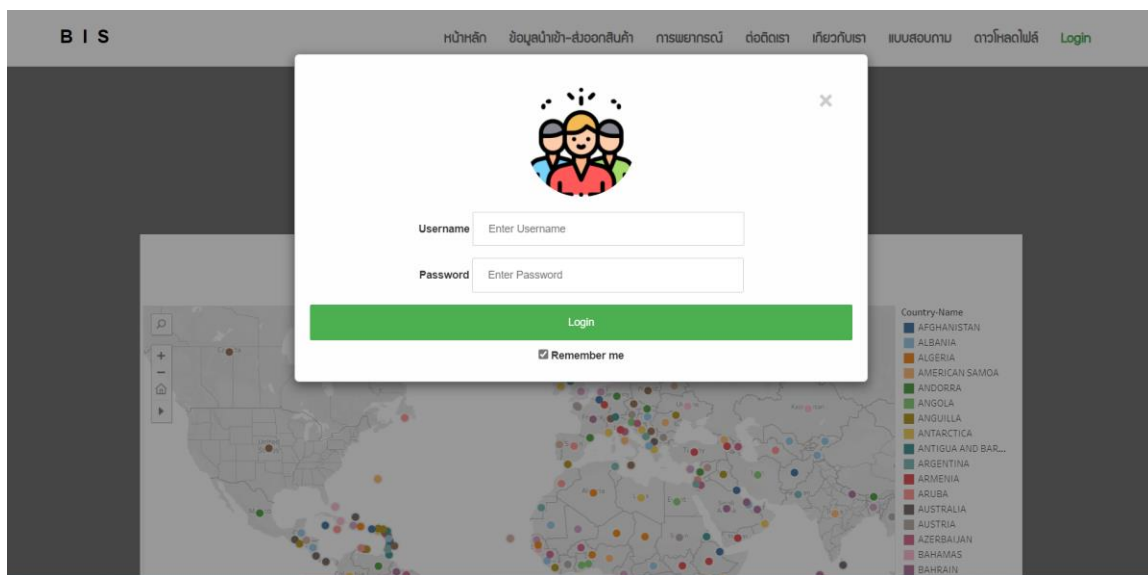 B I S
หน้าหลัก ข้อมูลนำเข้า-ส่งออกสินค้า การพยากรณ์ ต่อติดเรา เกี่ยวกับเรา แบบสอบถาม ดาวโหลดไฟล์ Login
×
Username Enter Username
Password Enter Password
Login
Remember me
Country-Name
AFGHANISTAN
ALBANIA
ALGERIA
AMERICAN SAMOA
ANDORRA
ANGOLA
ANGUILLA
ANTARCTICA
ANTIGUA AND BAR...
ARGENTINA
ARMENIA
ARUBA
AUSTRALIA
AUSTRIA
AZERBAIJAN
BAHAMAS
BAHRAIN